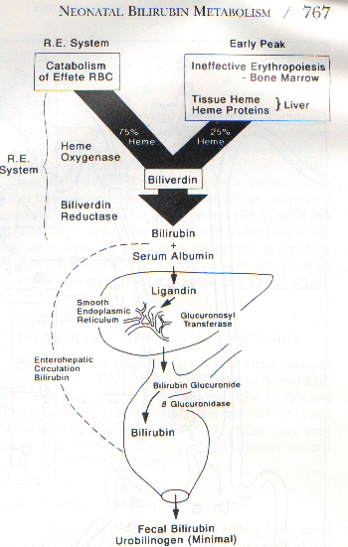 NEONATAL BILIRUBIN METABOLISM / 767
R.E. System
Early Peak
Catabolism
of Effete RBC
Ineffective Erythropoiesis
- Bone Marrow
Tissue Heme
Heme Proteins } Liver
75%
Heme
25%
Heme
R.E.
System
Heme
Oxygenase
Biliverdin
Biliverdin
Reductase
Bilirubin
+
Serum Albumin
Ligandin
Smooth
Endoplasmic
Reticulum
Glucuronosyl
Transferase
Enterohepatic
Circulation
Bilirubin
Bilirubin Glucuronide
β Glucuronidase
Bilirubin
Fecal Bilirubin
Urobilinogen (Minimal)